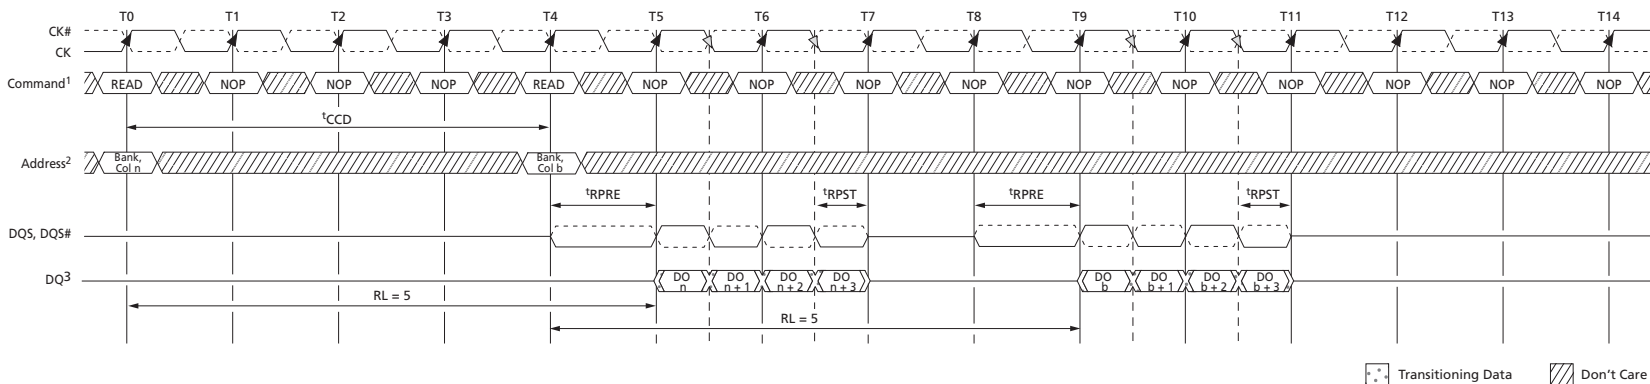 T0 T1 T2 T3 T4 T5 T6 T7 T8 T9 T10 T11 T12 T13 T14
CK#
CK
Command1 READ NOP NOP NOP READ NOP NOP NOP NOP NOP NOP NOP NOP NOP NOP
tCCD
Address2 Bank, Col n Bank, Col b
tRPRE tRPST tRPRE tRPST
DQS, DQS#
DQ3 DO n DO n + 1 DO n + 2 DO n + 3 DO b DO b + 1 DO b + 2 DO b + 3
RL = 5
RL = 5
Transitioning Data Don't Care